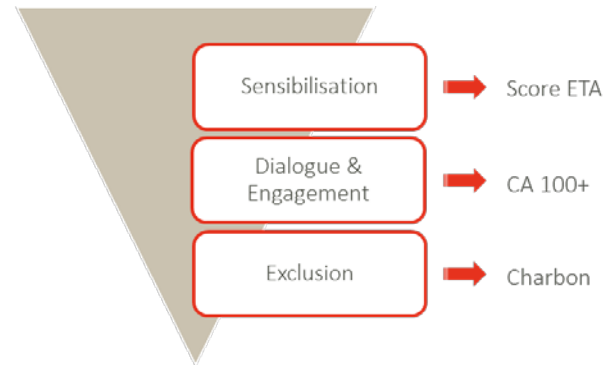 Sensibilisation
Score ETA
Dialogue &
Engagement
CA 100+
Exclusion
Charbon